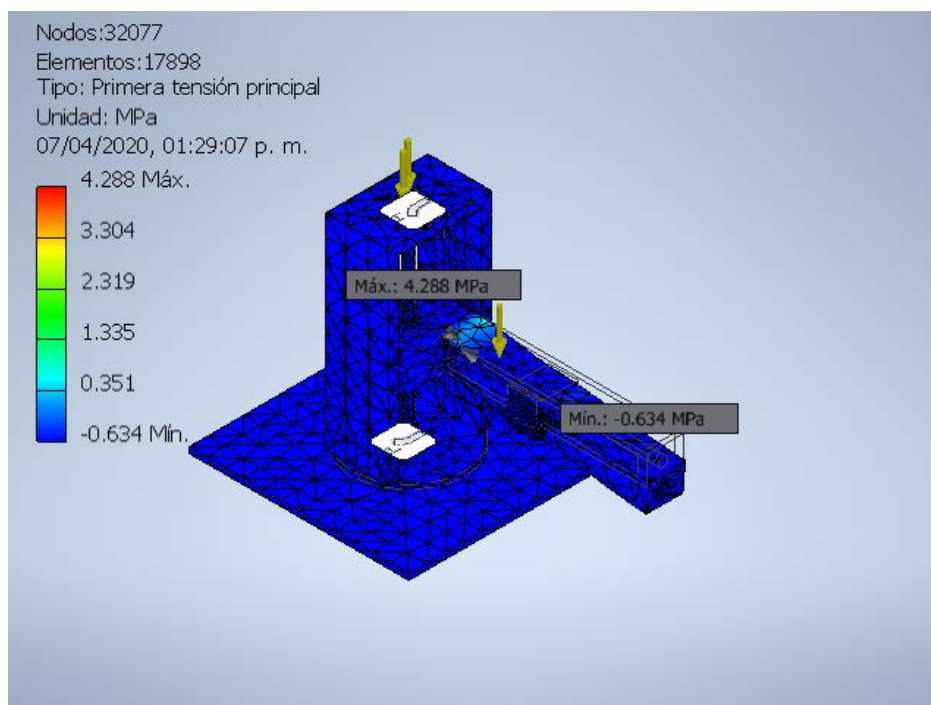 Nodos:32077
Elementos:17898
Tipo: Primera tensión principal
Unidad: MPa
07/04/2020, 01:29:07 p. m.
4.288 Máx.
3.304
2.319
1.335
0.351
-0.634 Mín.
Máx.: 4.288 MPa
Mín.: -0.634 MPa